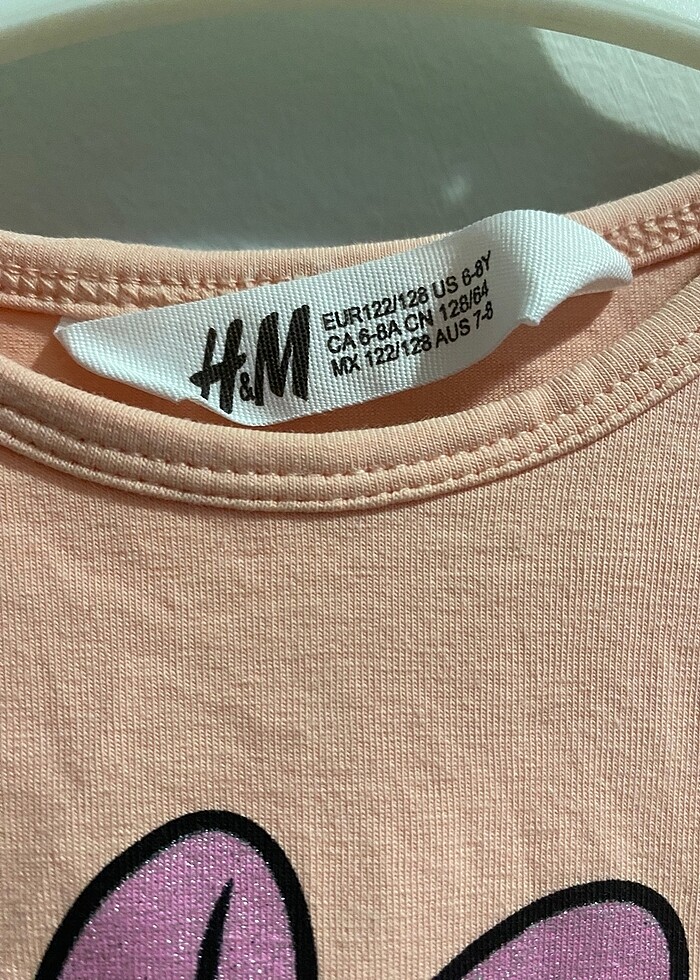 H&M
EUR122/128 US 6-8Y
CA 6-8A CN 128/64
MX 122/128 AUS 7-8